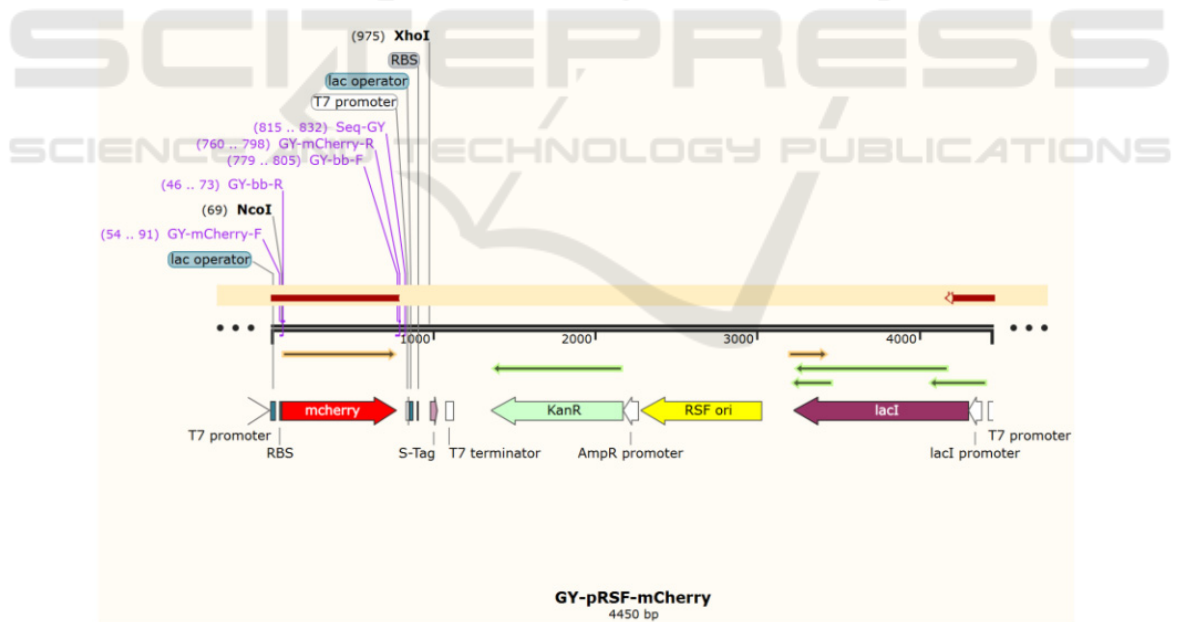 SCITEPRESS
SCIENCE AND TECHNOLOGY PUBLICATIONS
(975) XhoI
RBS
lac operator
T7 promoter
(815 .. 832) Seq-GY
(760 .. 798) GY-mCherry-R
(779 .. 805) GY-bb-F
(46 .. 73) GY-bb-R
(69) NcoI
(54 .. 91) GY-mCherry-F
lac operator
1000 2000 3000 4000
mcherry KanR RSF ori lacI
T7 promoter T7 promoter
RBS S-Tag T7 terminator AmpR promoter lacI promoter
GY-pRSF-mCherry
4450 bp